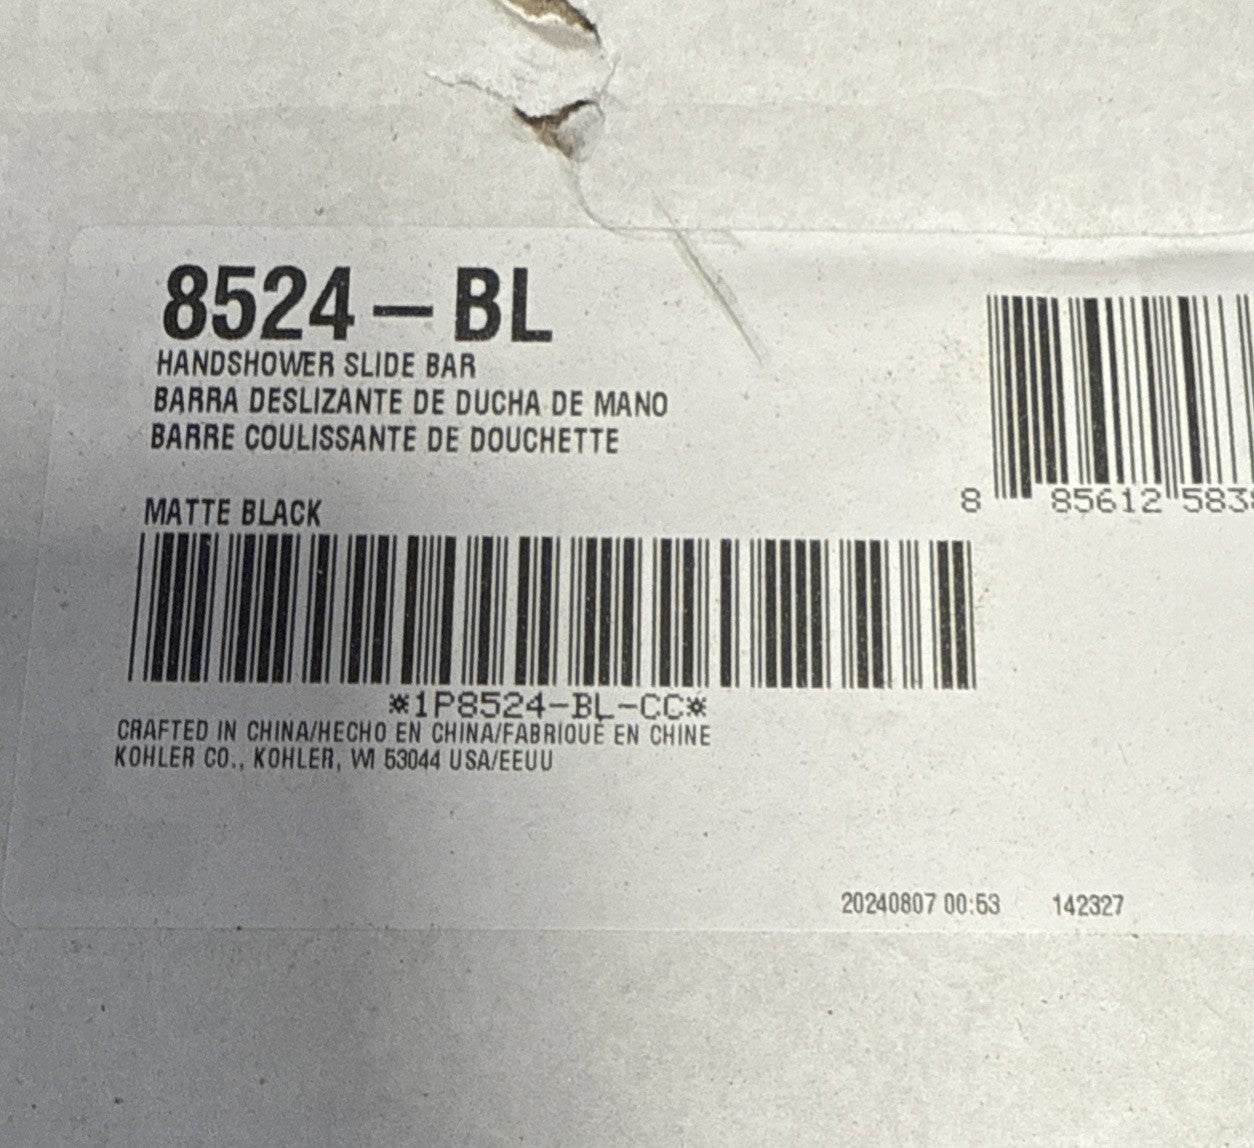 8524-BL
HANDSHOWER SLIDE BAR
BARRA DESLIZANTE DE DUCHA DE MANO
BARRE COULISSANTE DE DOUCHETTE
MATTE BLACK
8 85612 583
*1P8524-BL-CC*
CRAFTED IN CHINA/HECHO EN CHINA/FABRIQUÉ EN CHINE
KOHLER CO., KOHLER, WI 53044 USA/EEUU
20240807 00:53 142327